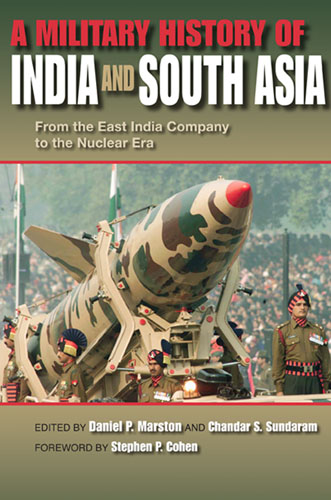 A MILITARY HISTORY OF
INDIA AND SOUTH ASIA
From the East India Company
to the Nuclear Era
EDITED BY Daniel P. Marston AND Chandar S. Sundaram
FOREWORD BY Stephen P. Cohen